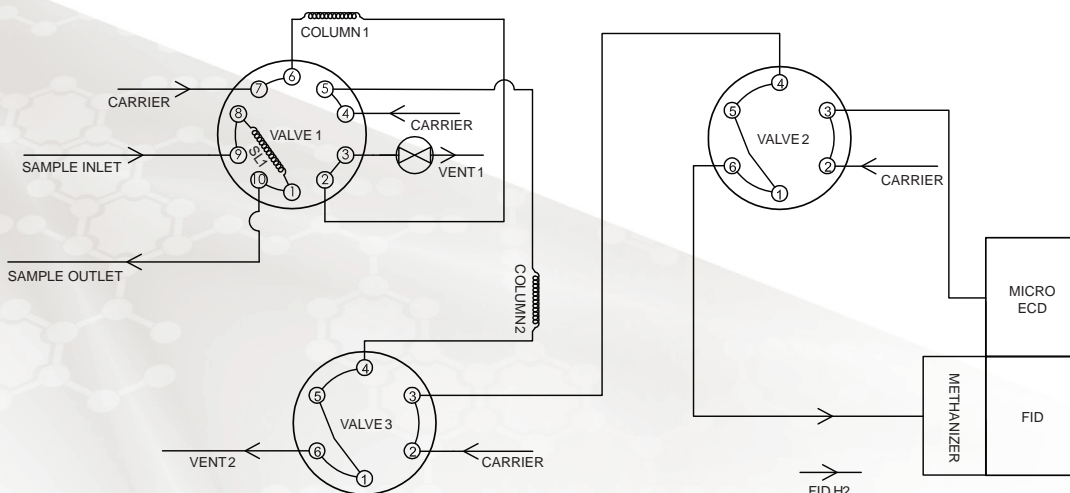 COLUMN 1
6
7
5
CARRIER
8
4
CARRIER
VALVE 1
SAMPLE INLET
9
SL1
3
VENT 1
10
1
2
SAMPLE OUTLET
COLUMN 2
4
5
3
VALVE 3
VENT 2
6
2
CARRIER
1
4
5
3
VALVE 2
6
2
CARRIER
1
MICRO
ECD
METHANIZER
FID
FID H2